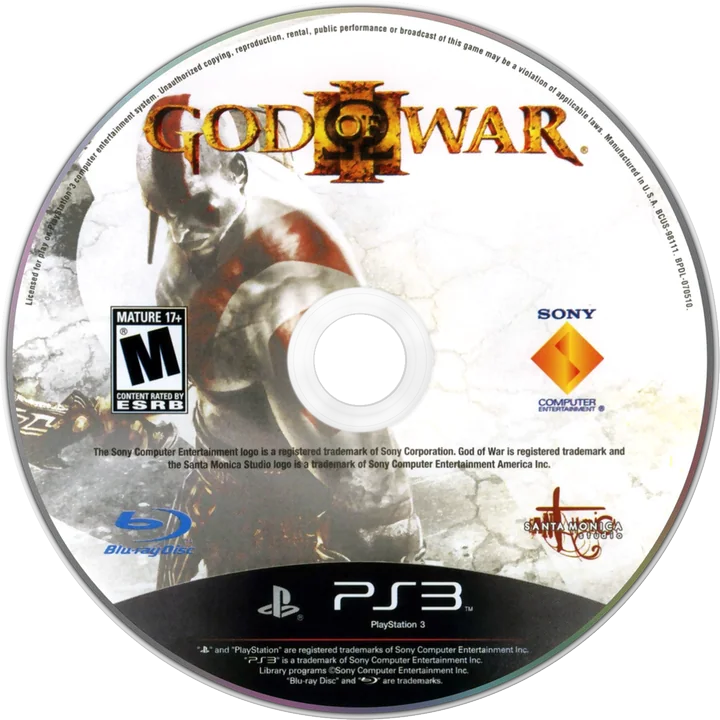 Licensed for play on PlayStation®3 computer entertainment system. Unauthorized copying, reproduction, rental, public performance or broadcast of this game may be a violation of applicable laws. Manufactured in U.S.A. BCUS-98111. BPDL-070510.
GOD OF WAR®
III
MATURE 17+
M®
CONTENT RATED BY
ESRB
SONY
COMPUTER
ENTERTAINMENT ®
The Sony Computer Entertainment logo is a registered trademark of Sony Corporation. God of War is registered trademark and
the Santa Monica Studio logo is a trademark of Sony Computer Entertainment America Inc.
Blu-ray Disc
SANTA MONICA
studio
PS3™
PlayStation 3
" " and "PlayStation" are registered trademarks of Sony Computer Entertainment Inc.
"PS3" is a trademark of Sony Computer Entertainment Inc.
Library programs ©Sony Computer Entertainment Inc.
"Blu-ray Disc" and " " are trademarks.